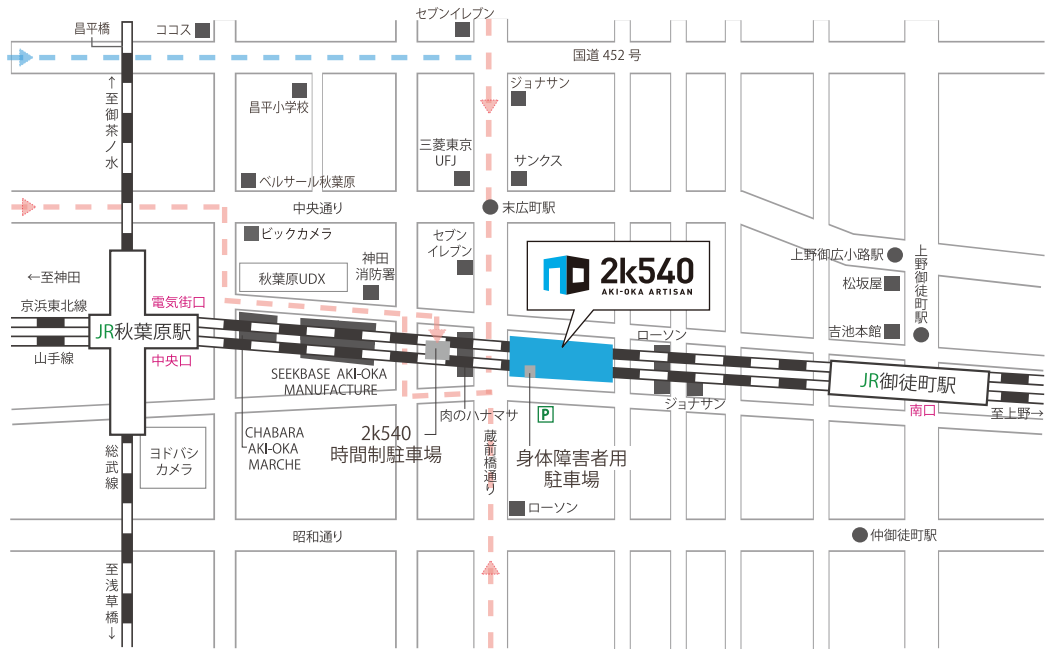 セブンイレブン
昌平橋
ココス
国道 452 号
ジョナサン
←至御茶ノ水
昌平小学校
三菱東京
UFJ
サンクス
ベルサール秋葉原
中央通り
末広町駅
ビックカメラ
セブン
イレブン
神田
消防署
秋葉原UDX
2k540
AKI-OKA ARTISAN
上野御広小路駅
上野御徒町駅
松坂屋
吉池本館
←至神田
京浜東北線
電気街口
JR秋葉原駅
山手線
中央口
ローソン
SEEKBASE AKI-OKA
MANUFACTURE
JR御徒町駅
南口
至上野→
ジョナサン
肉のハナマサ
P
CHABARA
AKI-OKA
MARCHE
2k540
時間制駐車場
蔵前橋通り
身体障害者用
駐車場
総武線
ヨドバシ
カメラ
ローソン
昭和通り
仲御徒町駅
至浅草橋→